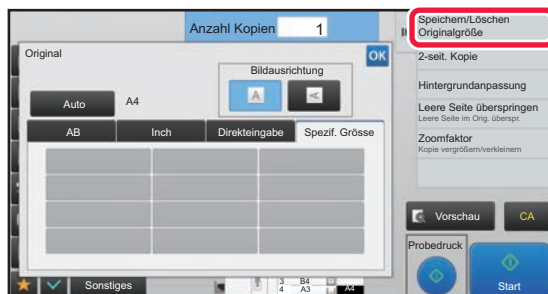 Anzahl Kopien 1
Speichern/Löschen
Originalgröße
Original
OK
2-seit. Kopie
Bildausrichtung
Hintergrundanpassung
Auto
A4
A
A
Leere Seite überspringen
Leere Seite im Orig. überspr.
AB
Inch
Direkteingabe
Spezif. Grösse
Zoomfaktor
Kopie vergrößern/verkleinern
Vorschau
CA
Probedruck
Sonstiges
3 B4
4 A3
A4
Start